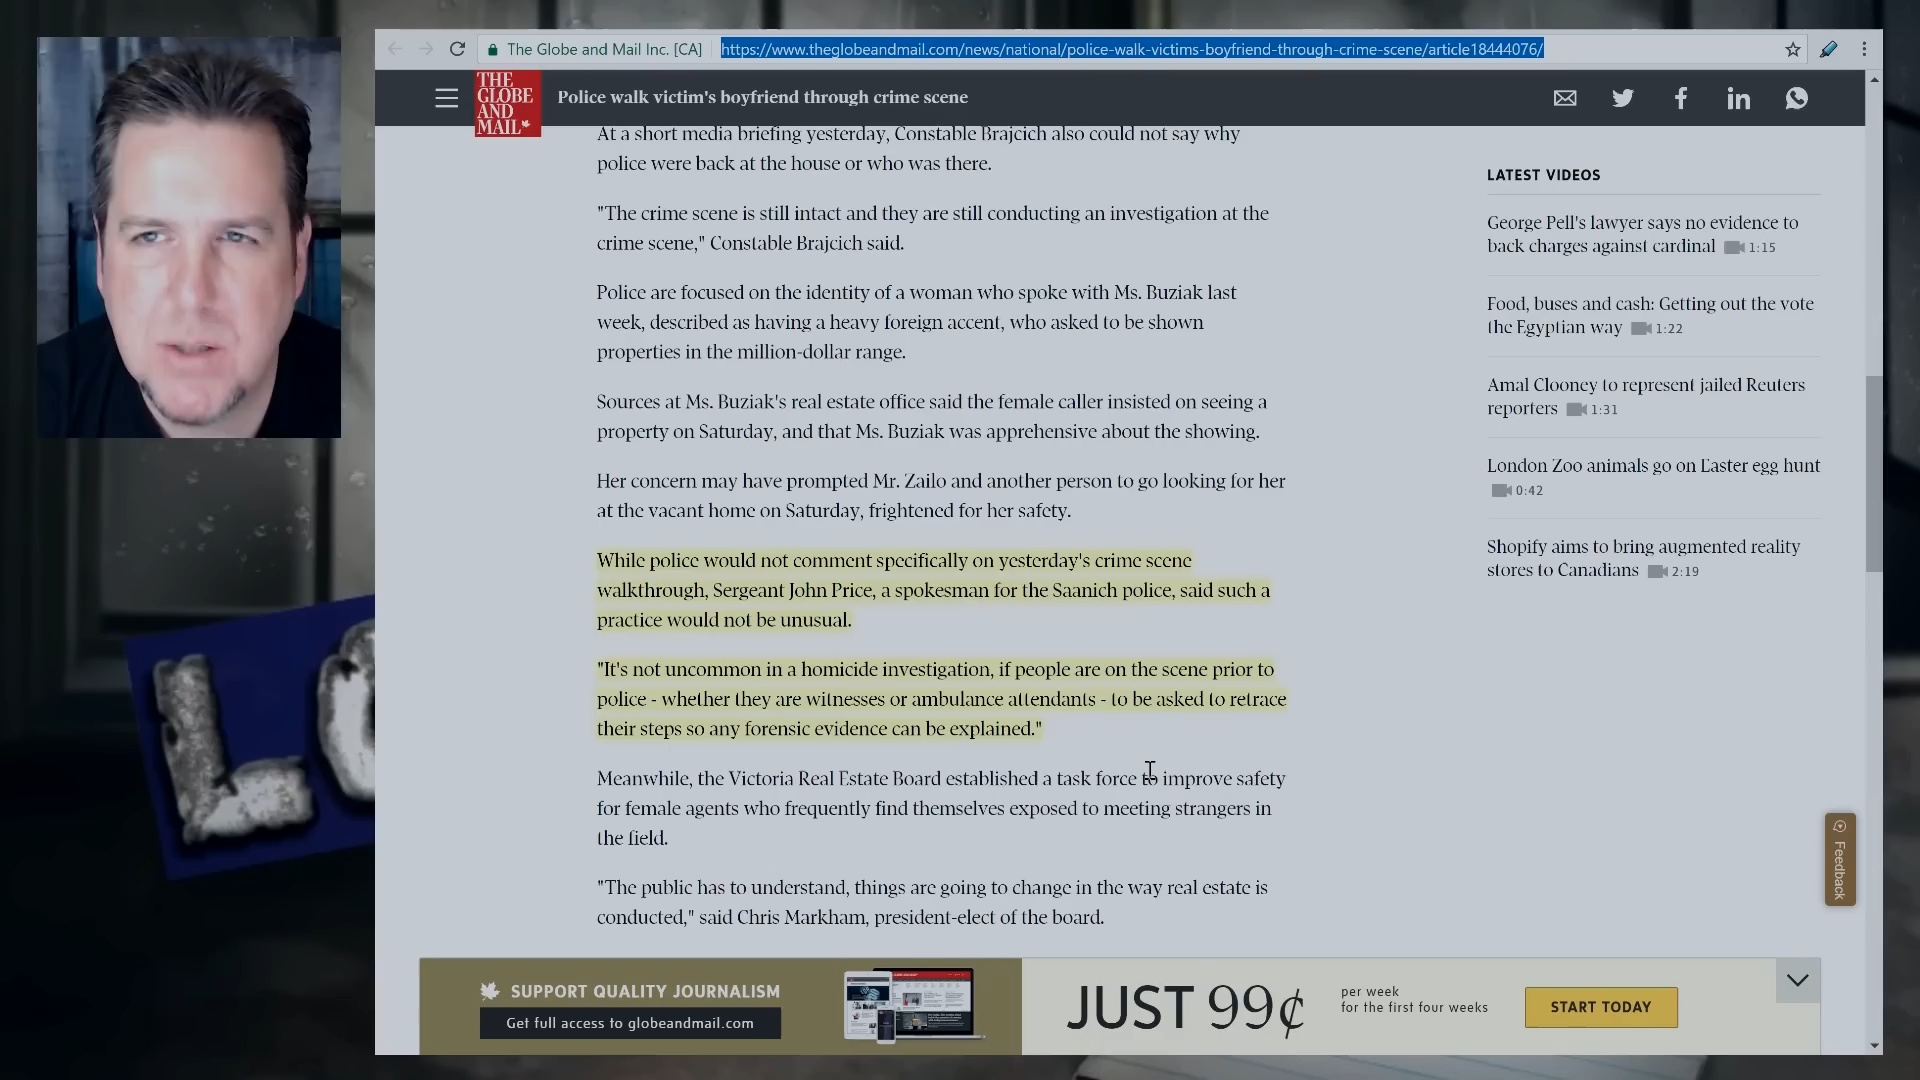 The Globe and Mail Inc. [CA]
https://www.theglobeandmail.com/news/national/police-walk-victims-boyfriend-through-crime-scene/article18444076/
THE
GLOBE
AND
MAIL
Police walk victim's boyfriend through crime scene
At a short media briefing yesterday, Constable Brajcich also could not say why
police were back at the house or who was there.
"The crime scene is still intact and they are still conducting an investigation at the
crime scene," Constable Brajcich said.
Police are focused on the identity of a woman who spoke with Ms. Buziak last
week, described as having a heavy foreign accent, who asked to be shown
properties in the million-dollar range.
Sources at Ms. Buziak's real estate office said the female caller insisted on seeing a
property on Saturday, and that Ms. Buziak was apprehensive about the showing.
Her concern may have prompted Mr. Zailo and another person to go looking for her
at the vacant home on Saturday, frightened for her safety.
While police would not comment specifically on yesterday's crime scene
walkthrough, Sergeant John Price, a spokesman for the Saanich police, said such a
practice would not be unusual.
"It's not uncommon in a homicide investigation, if people are on the scene prior to
police - whether they are witnesses or ambulance attendants - to be asked to retrace
their steps so any forensic evidence can be explained."
Meanwhile, the Victoria Real Estate Board established a task force to improve safety
for female agents who frequently find themselves exposed to meeting strangers in
the field.
"The public has to understand, things are going to change in the way real estate is
conducted," said Chris Markham, president-elect of the board.
LATEST VIDEOS
George Pell's lawyer says no evidence to
back charges against cardinal 1:15
Food, buses and cash: Getting out the vote
the Egyptian way 1:22
Amal Clooney to represent jailed Reuters
reporters 1:31
London Zoo animals go on Easter egg hunt
0:42
Shopify aims to bring augmented reality
stores to Canadians 2:19
Feedback
SUPPORT QUALITY JOURNALISM
Get full access to globeandmail.com
JUST 99¢
per week
for the first four weeks
START TODAY